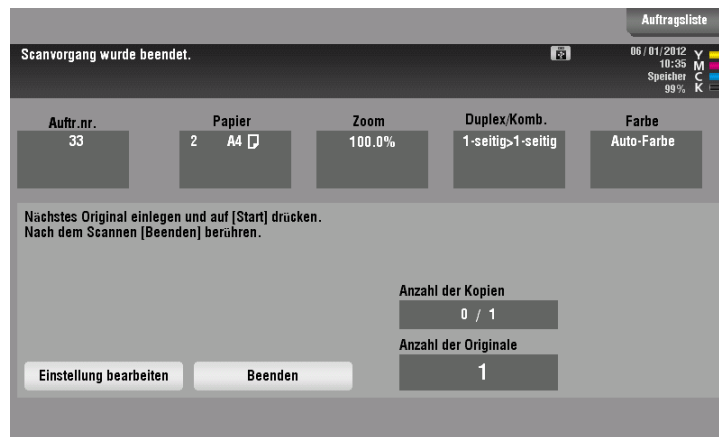 Auftragsliste
Scanvorgang wurde beendet.
06/01/2012
10:35
Speicher
99%
Y
M
C
K
Auftr.nr.
33
Papier
2 A4
Zoom
100.0%
Duplex/Komb.
1-seitig>1-seitig
Farbe
Auto-Farbe
Nächstes Original einlegen und auf [Start] drücken.
Nach dem Scannen [Beenden] berühren.
Anzahl der Kopien
0 / 1
Anzahl der Originale
1
Einstellung bearbeiten
Beenden